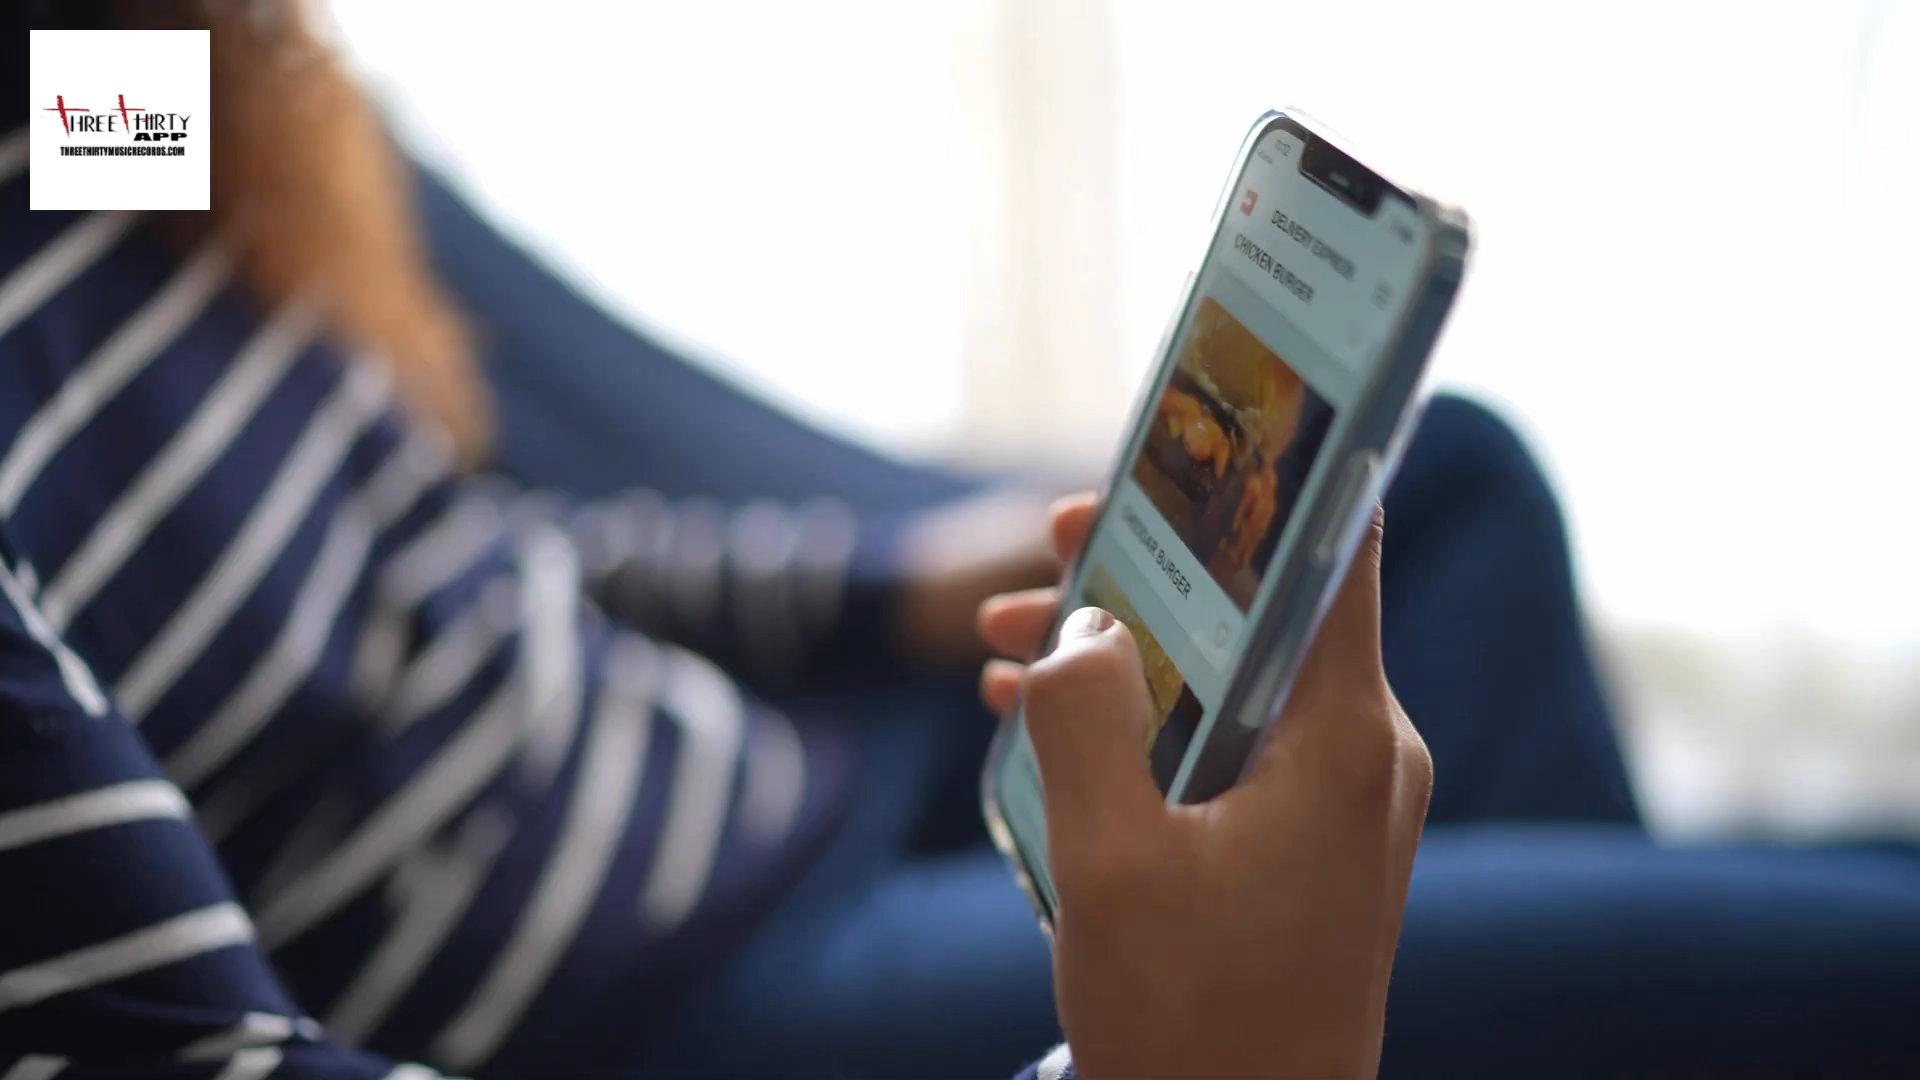 THREE THIRTY
APP
THREETHIRTYMUSICRECORDS.COM
DELIVERY EXPRESS
CHICKEN BURGER
CHEDDAR BURGER